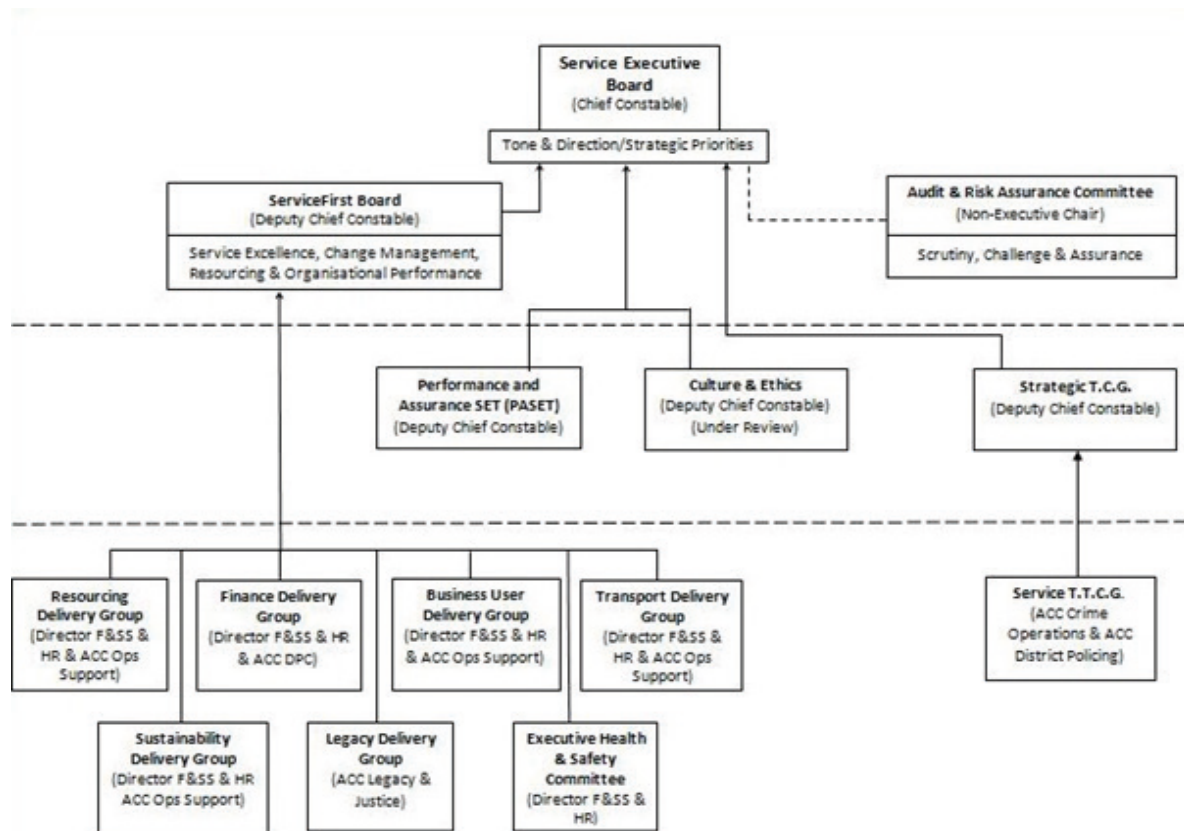 Service Executive
Board
(Chief Constable)
Tone & Direction/Strategic Priorities
ServiceFirst Board
(Deputy Chief Constable)
Service Excellence, Change Management,
Resourcing & Organisational Performance
Audit & Risk Assurance Committee
(Non-Executive Chair)
Scrutiny, Challenge & Assurance
Performance and
Assurance SET (PASET)
(Deputy Chief Constable)
Culture & Ethics
(Deputy Chief Constable)
(Under Review)
Strategic T.C.G.
(Deputy Chief Constable)
Resourcing
Delivery Group
(Director F&SS &
HR & ACC Ops
Support)
Finance Delivery
Group
(Director F&SS & HR
& ACC DPC)
Business User
Delivery Group
(Director F&SS & HR
& ACC Ops Support)
Transport Delivery
Group
(Director F&SS &
HR & ACC Ops
Support)
Service T.T.C.G.
(ACC Crime
Operations & ACC
District Policing)
Sustainability
Delivery Group
(Director F&SS & HR
ACC Ops Support)
Legacy Delivery
Group
(ACC Legacy &
Justice)
Executive Health
& Safety
Committee
(Director F&SS &
HR)